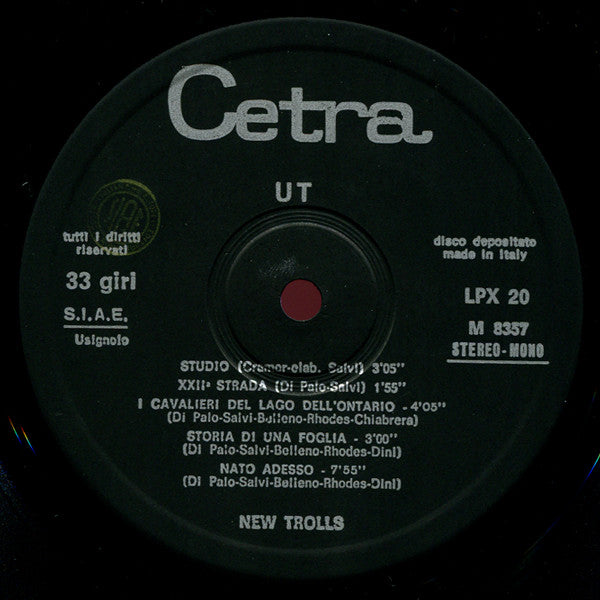 Cetra
UT
tutti i diritti
riservati
33 giri
S.I.A.E.
Usignolo
disco depositato
made in Italy
LPX 20
M 8357
STEREO-MONO
SIAE
STUDIO (Cramer-elab. Salvi) 3'05"
XXIIª STRADA (Di Palo-Salvi) 1'55"
I CAVALIERI DEL LAGO DELL'ONTARIO - 4'05"
(Di Palo-Salvi-Belleno-Rhodes-Chiabrera)
STORIA DI UNA FOGLIA - 3'00"
(Di Palo-Salvi-Belleno-Rhodes-Dini)
NATO ADESSO - 7'55"
(Di Palo-Salvi-Belleno-Rhodes-Dini)
NEW TROLLS